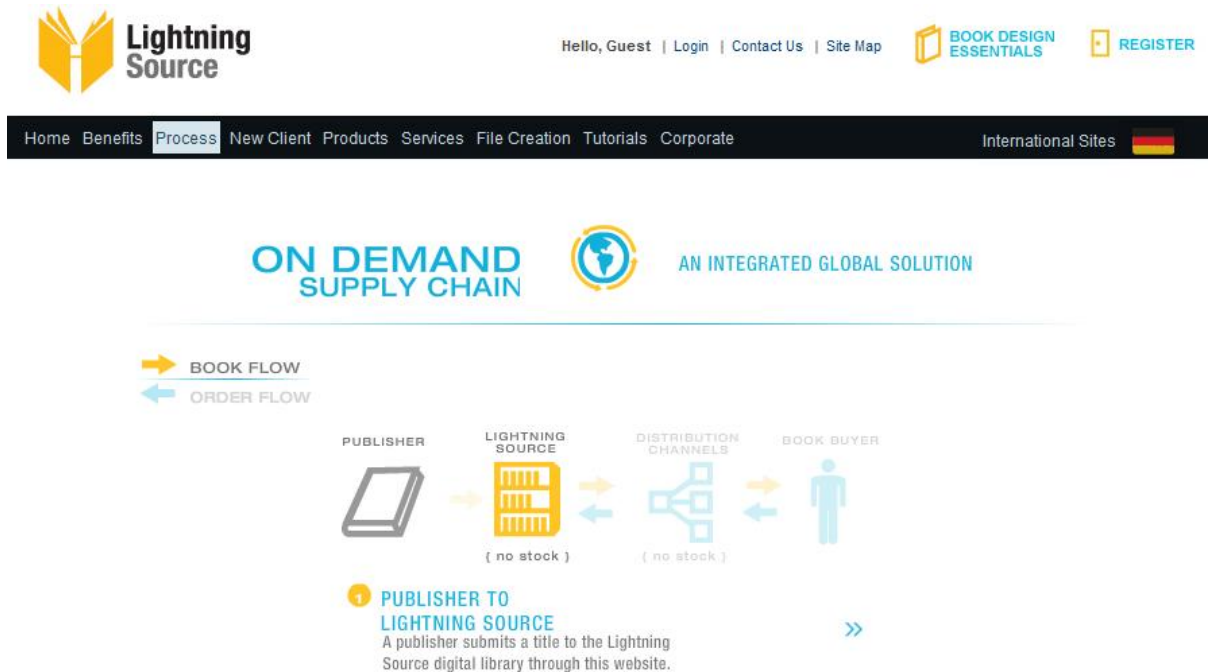 Lightning
Source
Hello, Guest | Login | Contact Us | Site Map
BOOK DESIGN
ESSENTIALS
REGISTER
Home Benefits Process New Client Products Services File Creation Tutorials Corporate
International Sites
ON DEMAND
SUPPLY CHAIN
AN INTEGRATED GLOBAL SOLUTION
BOOK FLOW
ORDER FLOW
PUBLISHER
LIGHTNING
SOURCE
DISTRIBUTION
CHANNELS
BOOK BUYER
( no stock )
( no stock )
1 PUBLISHER TO
LIGHTNING SOURCE
A publisher submits a title to the Lightning
Source digital library through this website.
»